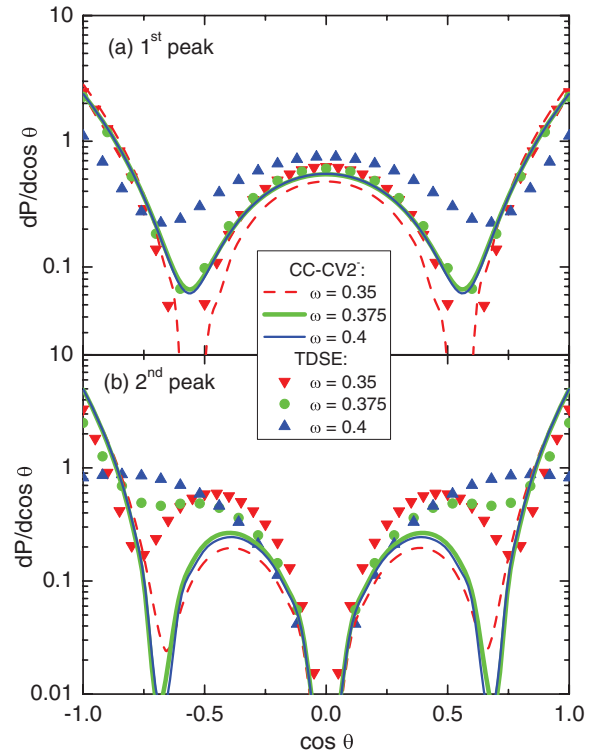 10
(a) 1st peak
1
dP/dcos θ
0.1
CC-CV2-:
ω = 0.35
ω = 0.375
ω = 0.4
TDSE:
ω = 0.35
ω = 0.375
ω = 0.4
10
(b) 2nd peak
1
dP/dcos θ
0.1
0.01
-1.0 -0.5 0.0 0.5 1.0
cos θ